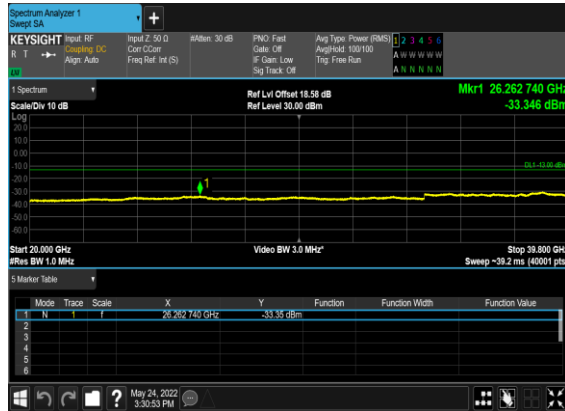 Spectrum Analyzer 1
Swept SA
+
KEYSIGHT Input: RF Input Z: 50 Ω #Atten: 30 dB PNO: Fast Avg Type: Power (RMS) 1 2 3 4 5 6
R T Coupling: DC Corr CCorr Gate: Off Avg|Hold: 100/100 A W W W W W
Align: Auto Freq Ref: Int (S) IF Gain: Low Trig: Free Run
Sig Track: Off A N N N N N
1 Spectrum Ref Lvl Offset 18.58 dB Mkr1 26.262 740 GHz
Scale/Div 10 dB Ref Level 30.00 dBm -33.346 dBm
Log
20.0
10.0
0.00
-10.0
DL1 -13.00 dBm
-20.0
1
-30.0
-40.0
-50.0
-60.0
Start 20.000 GHz Video BW 3.0 MHz* Stop 39.800 GHz
#Res BW 1.0 MHz Sweep ~39.2 ms (40001 pts)
5 Marker Table
Mode Trace Scale X Y Function Function Width Function Value
1 N 1 f 26.262 740 GHz -33.35 dBm
2
3
4
5
6
? May 24, 2022
3:30:53 PM